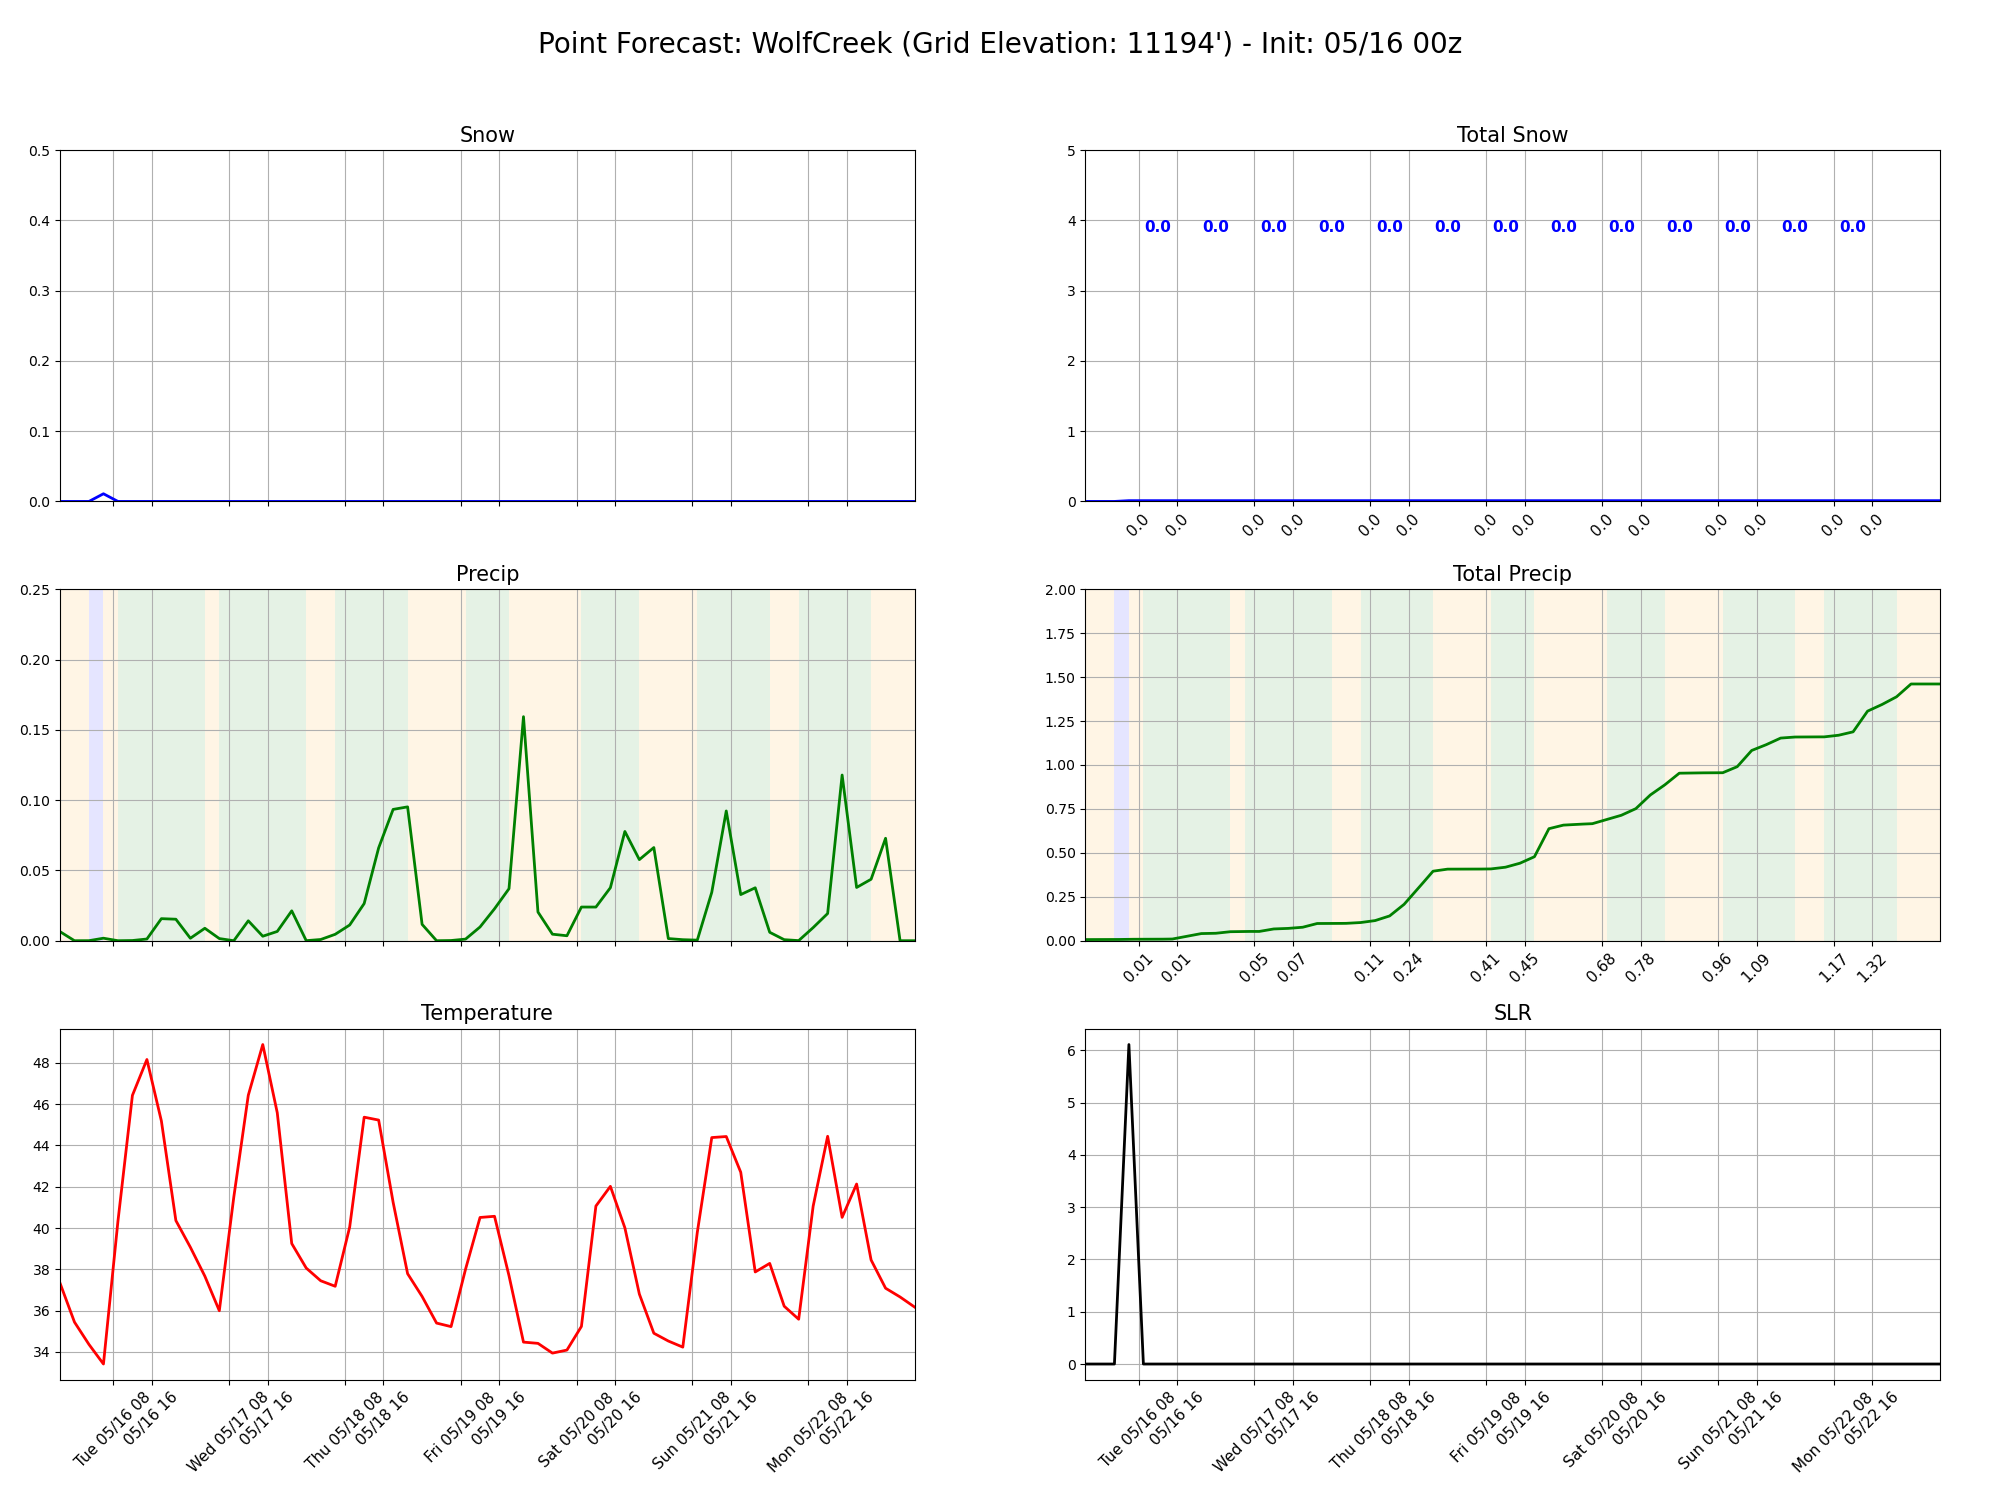 Point Forecast: WolfCreek (Grid Elevation: 11194') - Init: 05/16 00z
Snow
0.5
0.4
0.3
0.2
0.1
0.0
Total Snow
5
4
3
2
1
0
0.0 0.0 0.0 0.0 0.0 0.0 0.0 0.0 0.0 0.0 0.0 0.0 0.0
0.0 0.0 0.0 0.0 0.0 0.0 0.0 0.0 0.0 0.0 0.0 0.0 0.0 0.0
Precip
0.25
0.20
0.15
0.10
0.05
0.00
Total Precip
2.00
1.75
1.50
1.25
1.00
0.75
0.50
0.25
0.00
0.01 0.01 0.05 0.07 0.11 0.24 0.41 0.45 0.68 0.78 0.96 1.09 1.17 1.32
Temperature
48
46
44
42
40
38
36
34
Tue 05/16 08
05/16 16
Wed 05/17 08
05/17 16
Thu 05/18 08
05/18 16
Fri 05/19 08
05/19 16
Sat 05/20 08
05/20 16
Sun 05/21 08
05/21 16
Mon 05/22 08
05/22 16
SLR
6
5
4
3
2
1
0
Tue 05/16 08
05/16 16
Wed 05/17 08
05/17 16
Thu 05/18 08
05/18 16
Fri 05/19 08
05/19 16
Sat 05/20 08
05/20 16
Sun 05/21 08
05/21 16
Mon 05/22 08
05/22 16